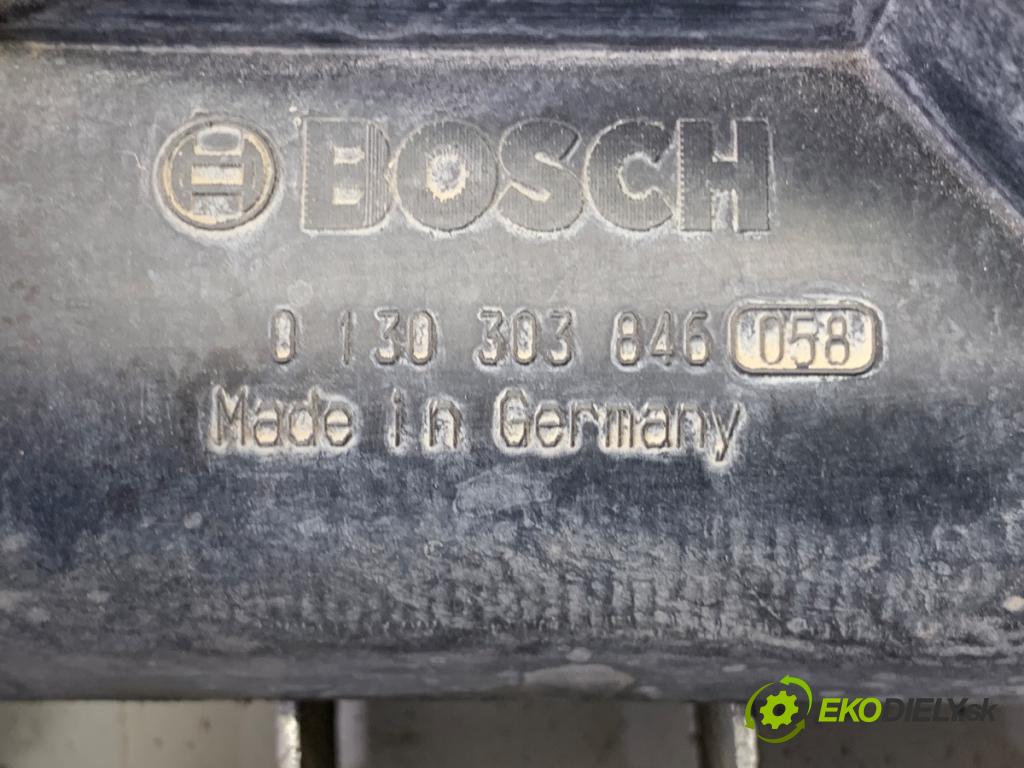 BOSCH
0 130 303 846 058
Made in Germany
EKODIELY.sk